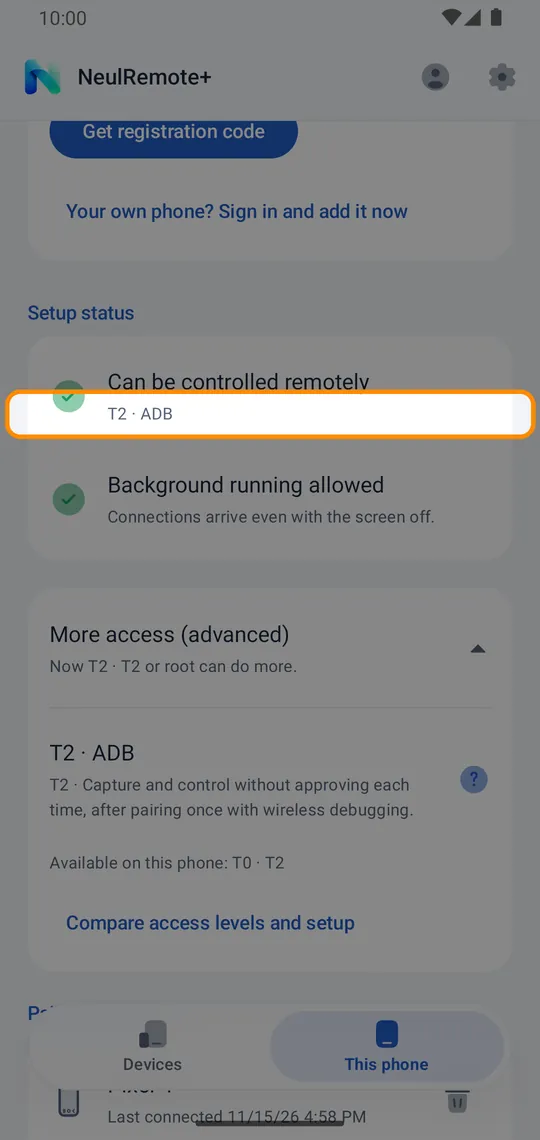 10:00
NeulRemote+
Get registration code
Your own phone? Sign in and add it now
Setup status
Can be controlled remotely
T2 · ADB
Background running allowed
Connections arrive even with the screen off.
More access (advanced)
Now T2 · T2 or root can do more.
T2 · ADB
?
T2 · Capture and control without approving each
time, after pairing once with wireless debugging.
Available on this phone: T0 · T2
Compare access levels and setup
Devices
This phone
Last connected 11/15/26 4:58 PM